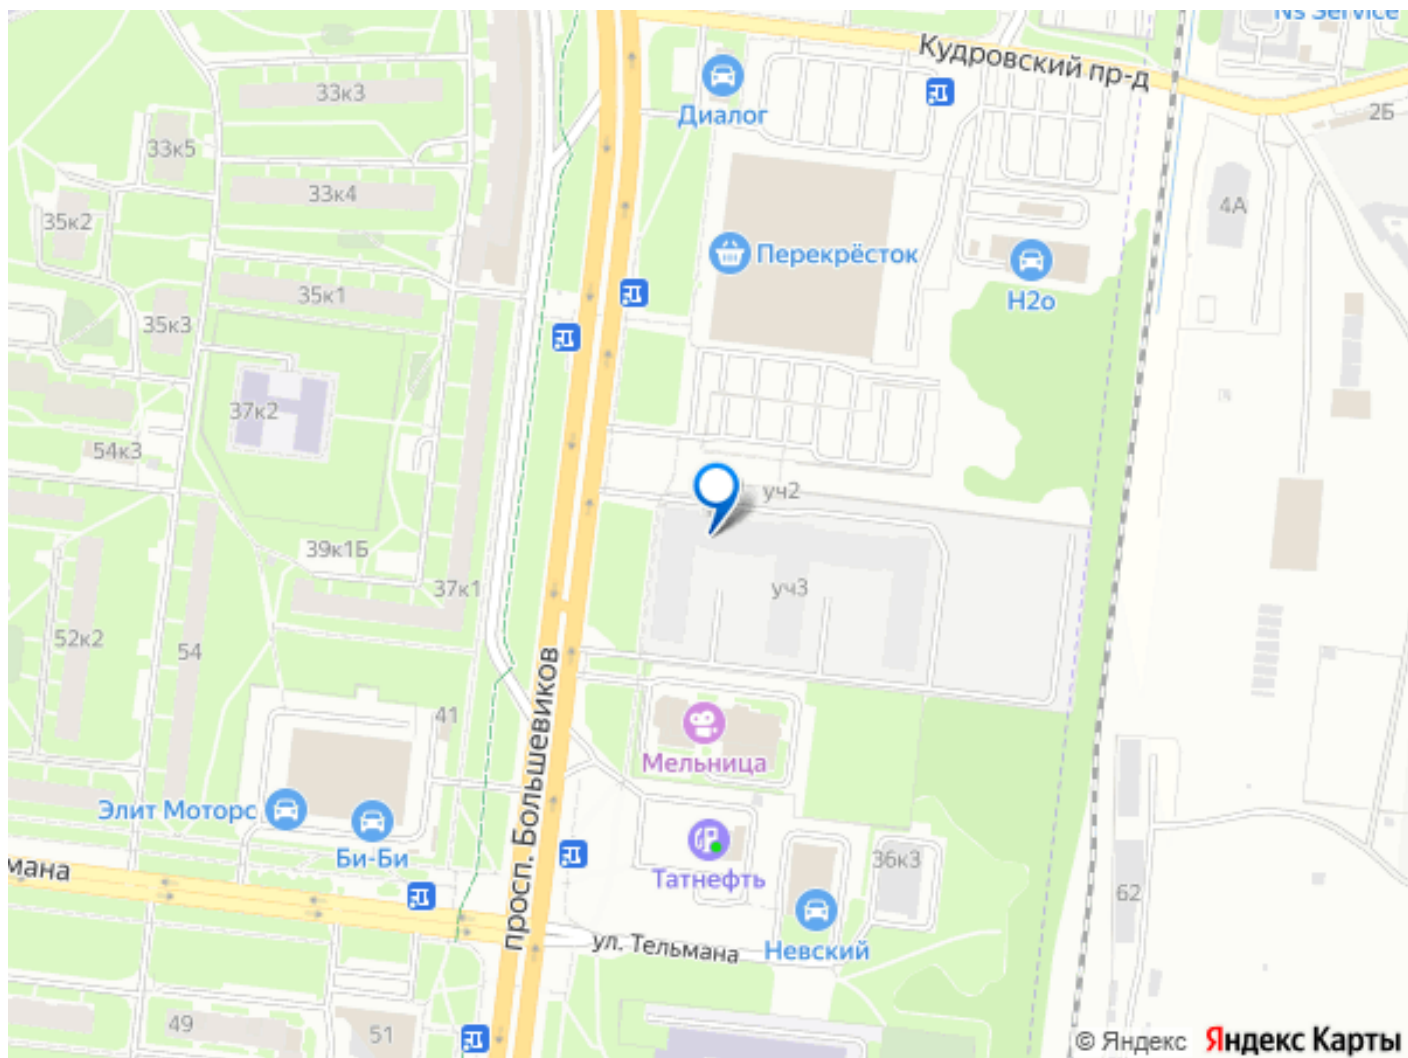 Ns Service
Кудровский пр-д
Диалог
33к3
2Б
33к5
33к4
4А
35к2
Перекрёсток
35к1
Н2о
35к3
37к2
54к3
уч2
39к1Б
37к1
уч3
52к2
54
просп. Большевиков
41
Мельница
Элит Моторс
Би-Би
мана
Татнефть
36к3
62
ул. Тельмана
Невский
49
51
© Яндекс
Яндекс Карты